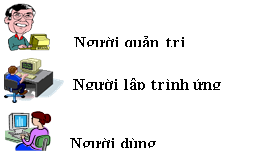 Người quản trị
Người lập trình ứng
Người dùng